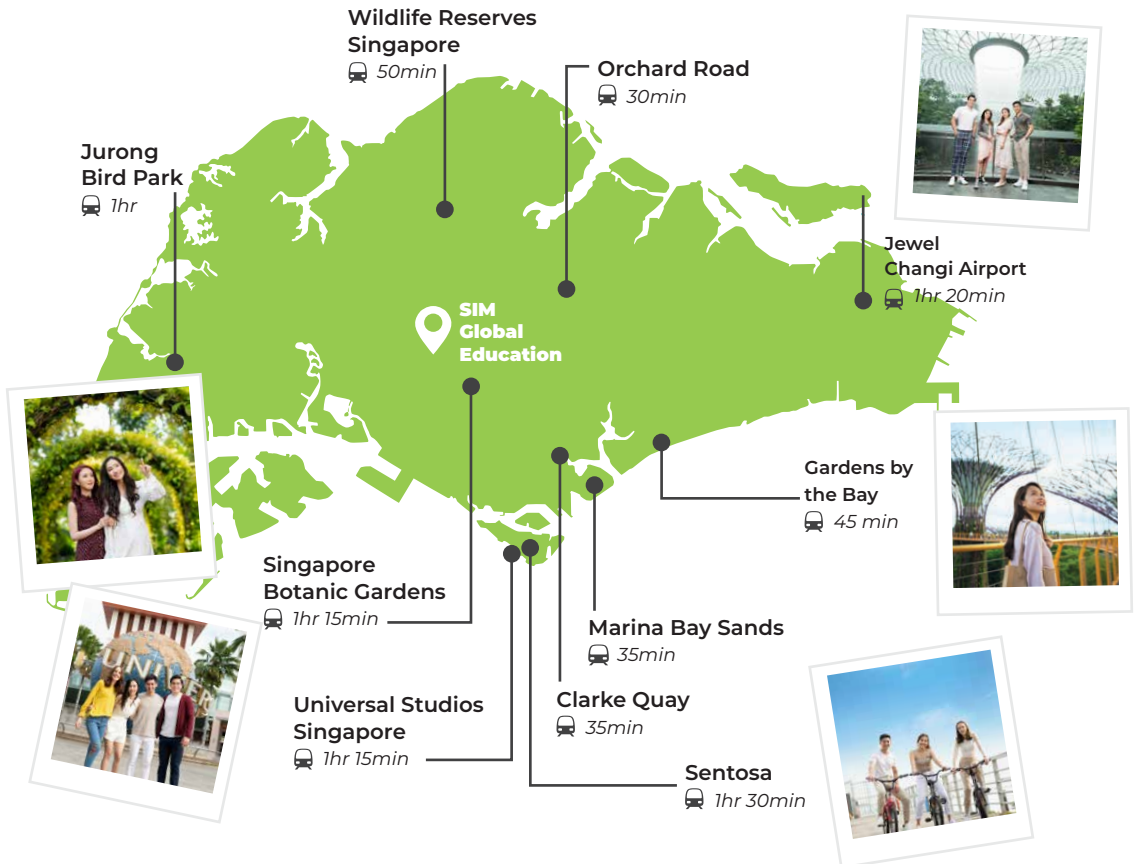 Wildlife Reserves
Singapore
50min
Orchard Road
30min
Jurong
Bird Park
1hr
Jewel
Changi Airport
1hr 20min
SIM
Global
Education
Gardens by
the Bay
45 min
Singapore
Botanic Gardens
1hr 15min
Marina Bay Sands
35min
Clarke Quay
35min
Universal Studios
Singapore
1hr 15min
Sentosa
1hr 30min
UNIV